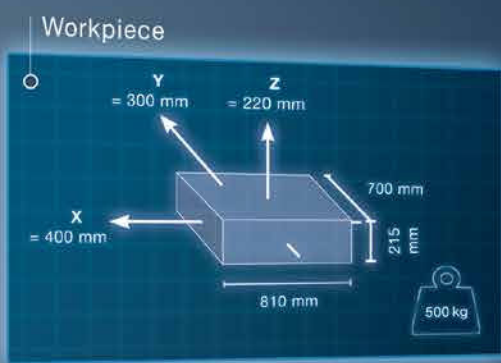 Workpiece
Y
= 300 mm
Z
= 220 mm
X
= 400 mm
700 mm
215
mm
810 mm
500 kg